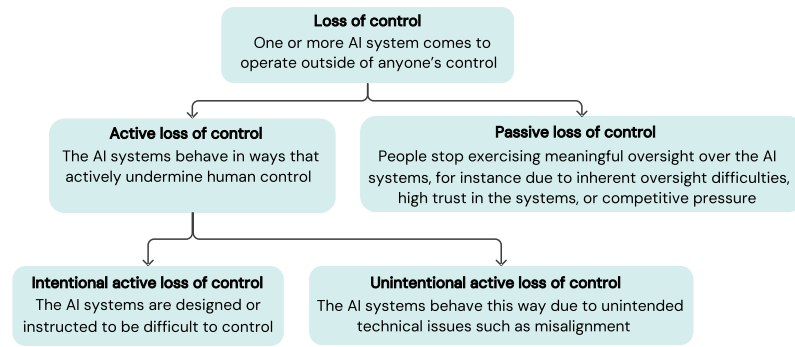 Loss of control
One or more AI system comes to
operate outside of anyone's control
Active loss of control
The AI systems behave in ways that
actively undermine human control
Passive loss of control
People stop exercising meaningful oversight over the AI
systems, for instance due to inherent oversight difficulties,
high trust in the systems, or competitive pressure
Intentional active loss of control
The AI systems are designed or
instructed to be difficult to control
Unintentional active loss of control
The AI systems behave this way due to unintended
technical issues such as misalignment